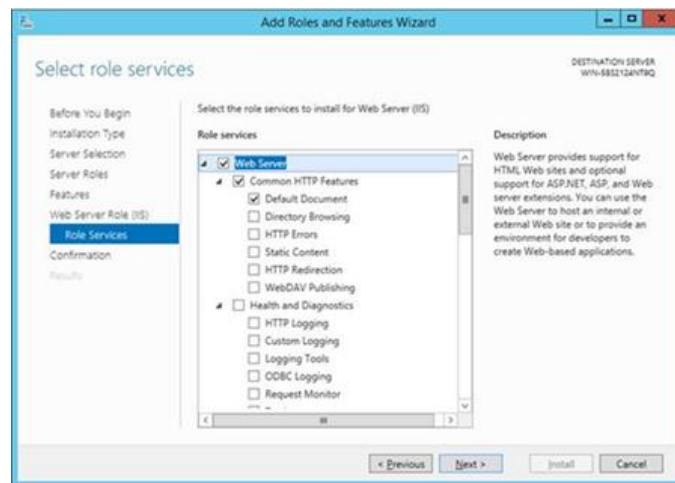 Add Roles and Features Wizard
Select role services
DESTINATION SERVER
Before You Begin
Installation Type
Server Selection
Server Roles
Features
Web Server Role (IIS)
Role Services
Confirmation
Results
Select the role services to install for Web Server (IIS)
Role services
Web Server
Common HTTP Features
Default Document
Directory Browsing
HTTP Errors
Static Content
HTTP Redirection
WebDAV Publishing
Health and Diagnostics
HTTP Logging
Custom Logging
Logging Tools
ODBC Logging
Request Monitor
Description
Web Server provides support for
HTML Web sites and optional
support for ASP.NET, ASP, and Web
server extensions. You can use the
Web Server to host an internal or
external Web site or to provide an
environment for developers to
create Web-based applications.
< Previous
Next >
Install
Cancel